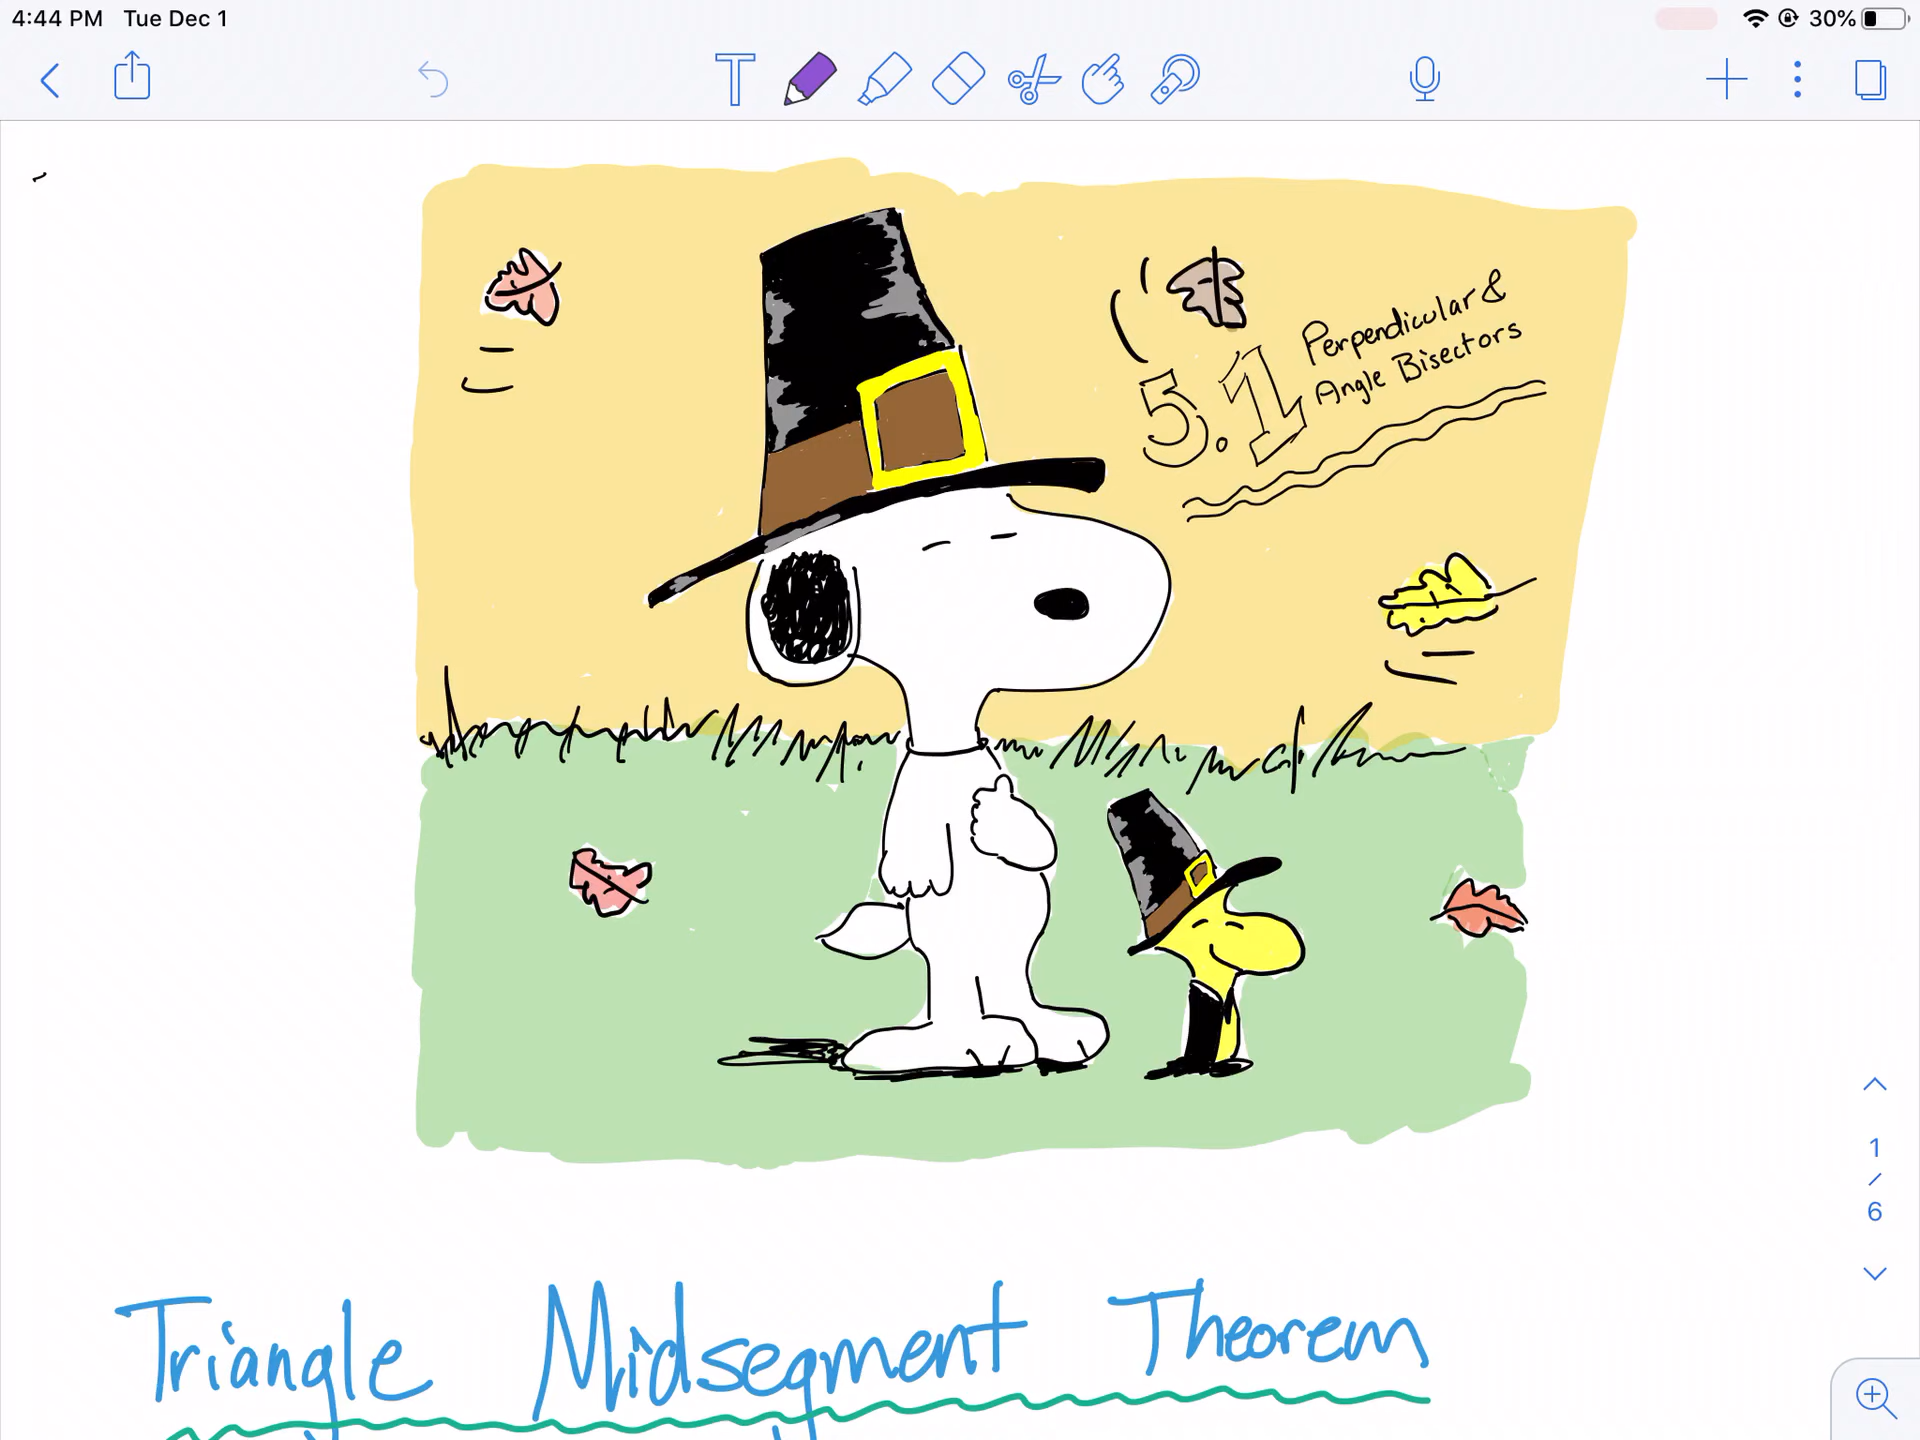 4:44 PM Tue Dec 1
30%
T
5.1
Perpendicular &
Angle Bisectors
1
/
6
Triangle Midsegment Theorem